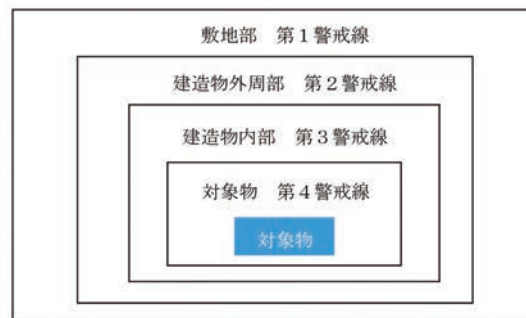 敷地部　第１警戒線
建造物外周部　第２警戒線
建造物内部　第３警戒線
対象物　第４警戒線
対象物